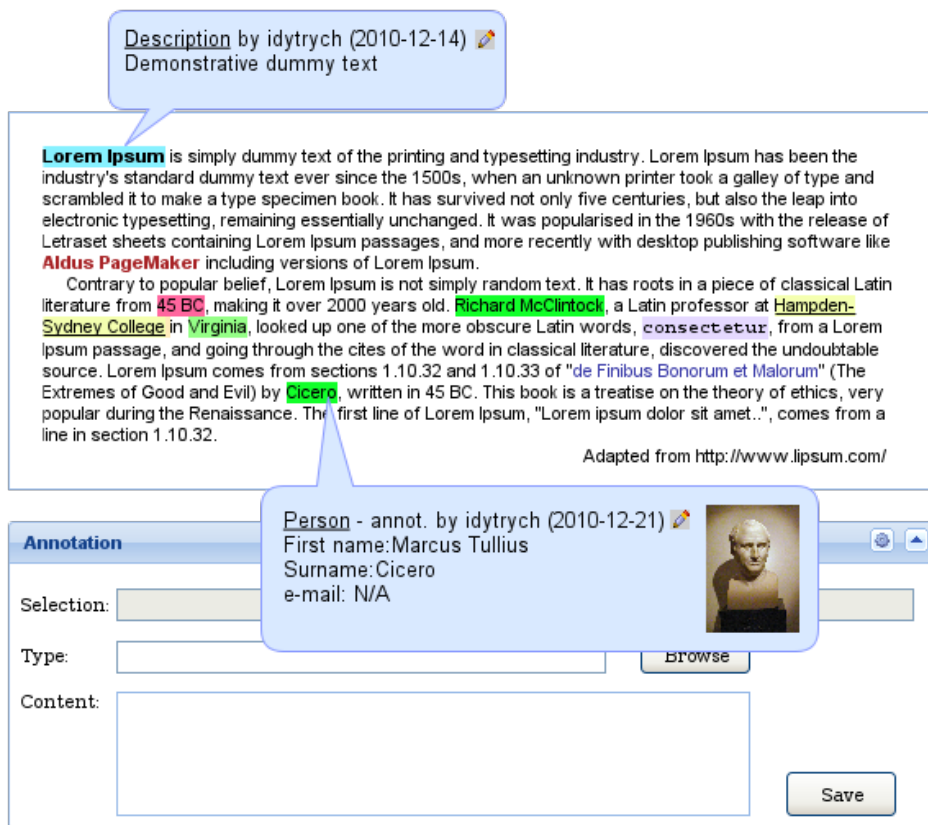 Description by idytrych (2010-12-14)
Demonstrative dummy text
Lorem Ipsum is simply dummy text of the printing and typesetting industry. Lorem Ipsum has been the
industry's standard dummy text ever since the 1500s, when an unknown printer took a galley of type and
scrambled it to make a type specimen book. It has survived not only five centuries, but also the leap into
electronic typesetting, remaining essentially unchanged. It was popularised in the 1960s with the release of
Letraset sheets containing Lorem Ipsum passages, and more recently with desktop publishing software like
Aldus PageMaker including versions of Lorem Ipsum.
Contrary to popular belief, Lorem Ipsum is not simply random text. It has roots in a piece of classical Latin
literature from 45 BC, making it over 2000 years old. Richard McClintock, a Latin professor at Hampden-
Sydney College in Virginia, looked up one of the more obscure Latin words, consectetur, from a Lorem
Ipsum passage, and going through the cites of the word in classical literature, discovered the undoubtable
source. Lorem Ipsum comes from sections 1.10.32 and 1.10.33 of "de Finibus Bonorum et Malorum" (The
Extremes of Good and Evil) by Cicero, written in 45 BC. This book is a treatise on the theory of ethics, very
popular during the Renaissance. The first line of Lorem Ipsum, "Lorem ipsum dolor sit amet..", comes from a
line in section 1.10.32.
Adapted from http://www.lipsum.com/
Person - annot. by idytrych (2010-12-21)
First name:Marcus Tullius
Surname:Cicero
e-mail: N/A
Annotation
Selection:
Type:
Browse
Content:
Save